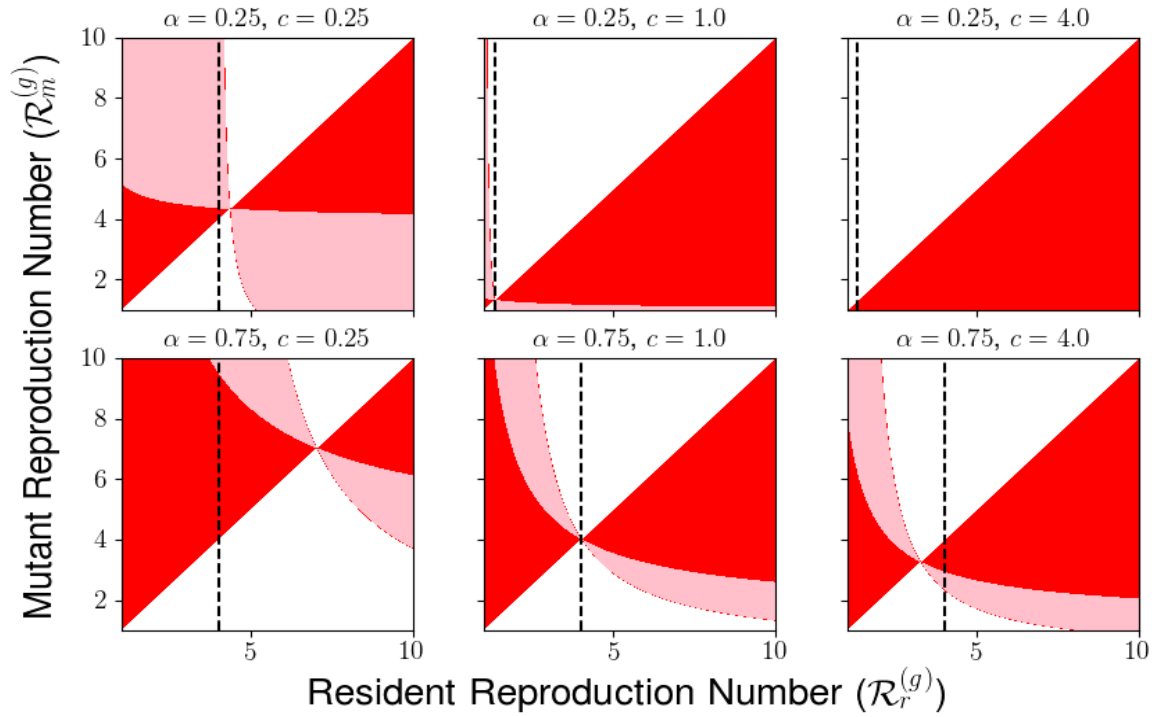 α = 0.25, c = 0.25
α = 0.25, c = 1.0
α = 0.25, c = 4.0
10
8
6
4
2
α = 0.75, c = 0.25
α = 0.75, c = 1.0
α = 0.75, c = 4.0
10
8
6
4
2
5 10
5 10
5 10
Mutant Reproduction Number (ℛₘ⁽ᵍ⁾)
Resident Reproduction Number (ℛᵣ⁽ᵍ⁾)